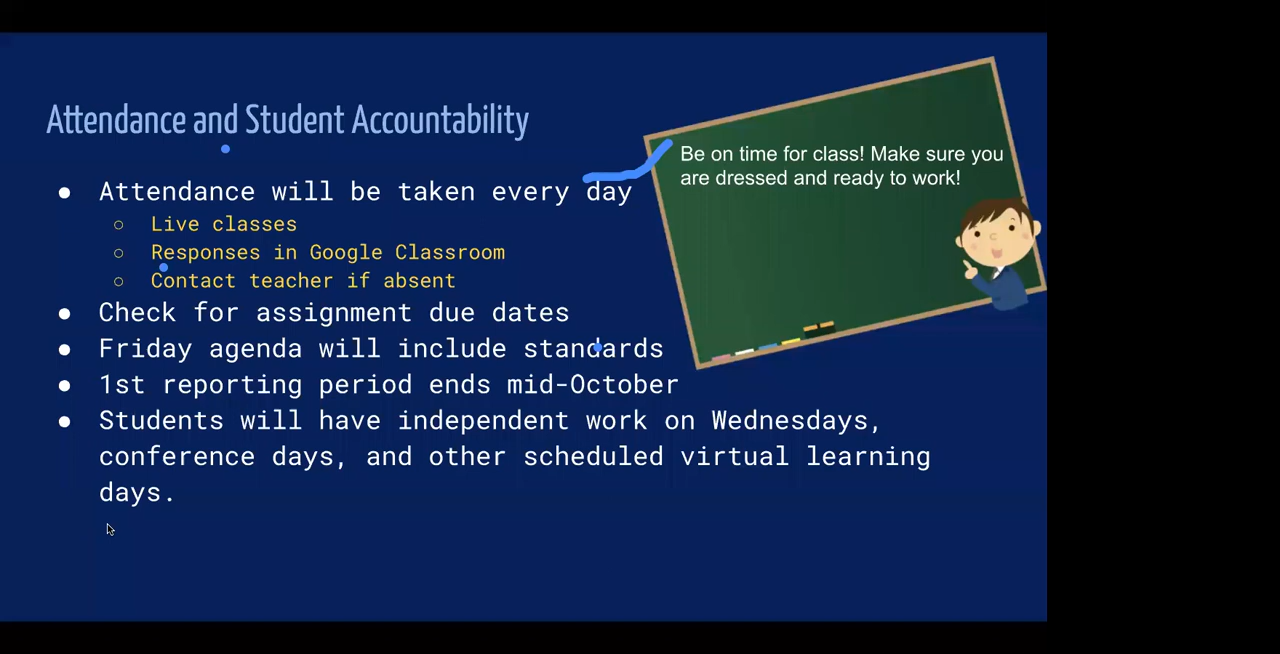 Attendance and Student Accountability
● Attendance will be taken every day
○ Live classes
○ Responses in Google Classroom
○ Contact teacher if absent
● Check for assignment due dates
● Friday agenda will include standards
● 1st reporting period ends mid-October
● Students will have independent work on Wednesdays,
conference days, and other scheduled virtual learning
days.
Be on time for class! Make sure you
are dressed and ready to work!